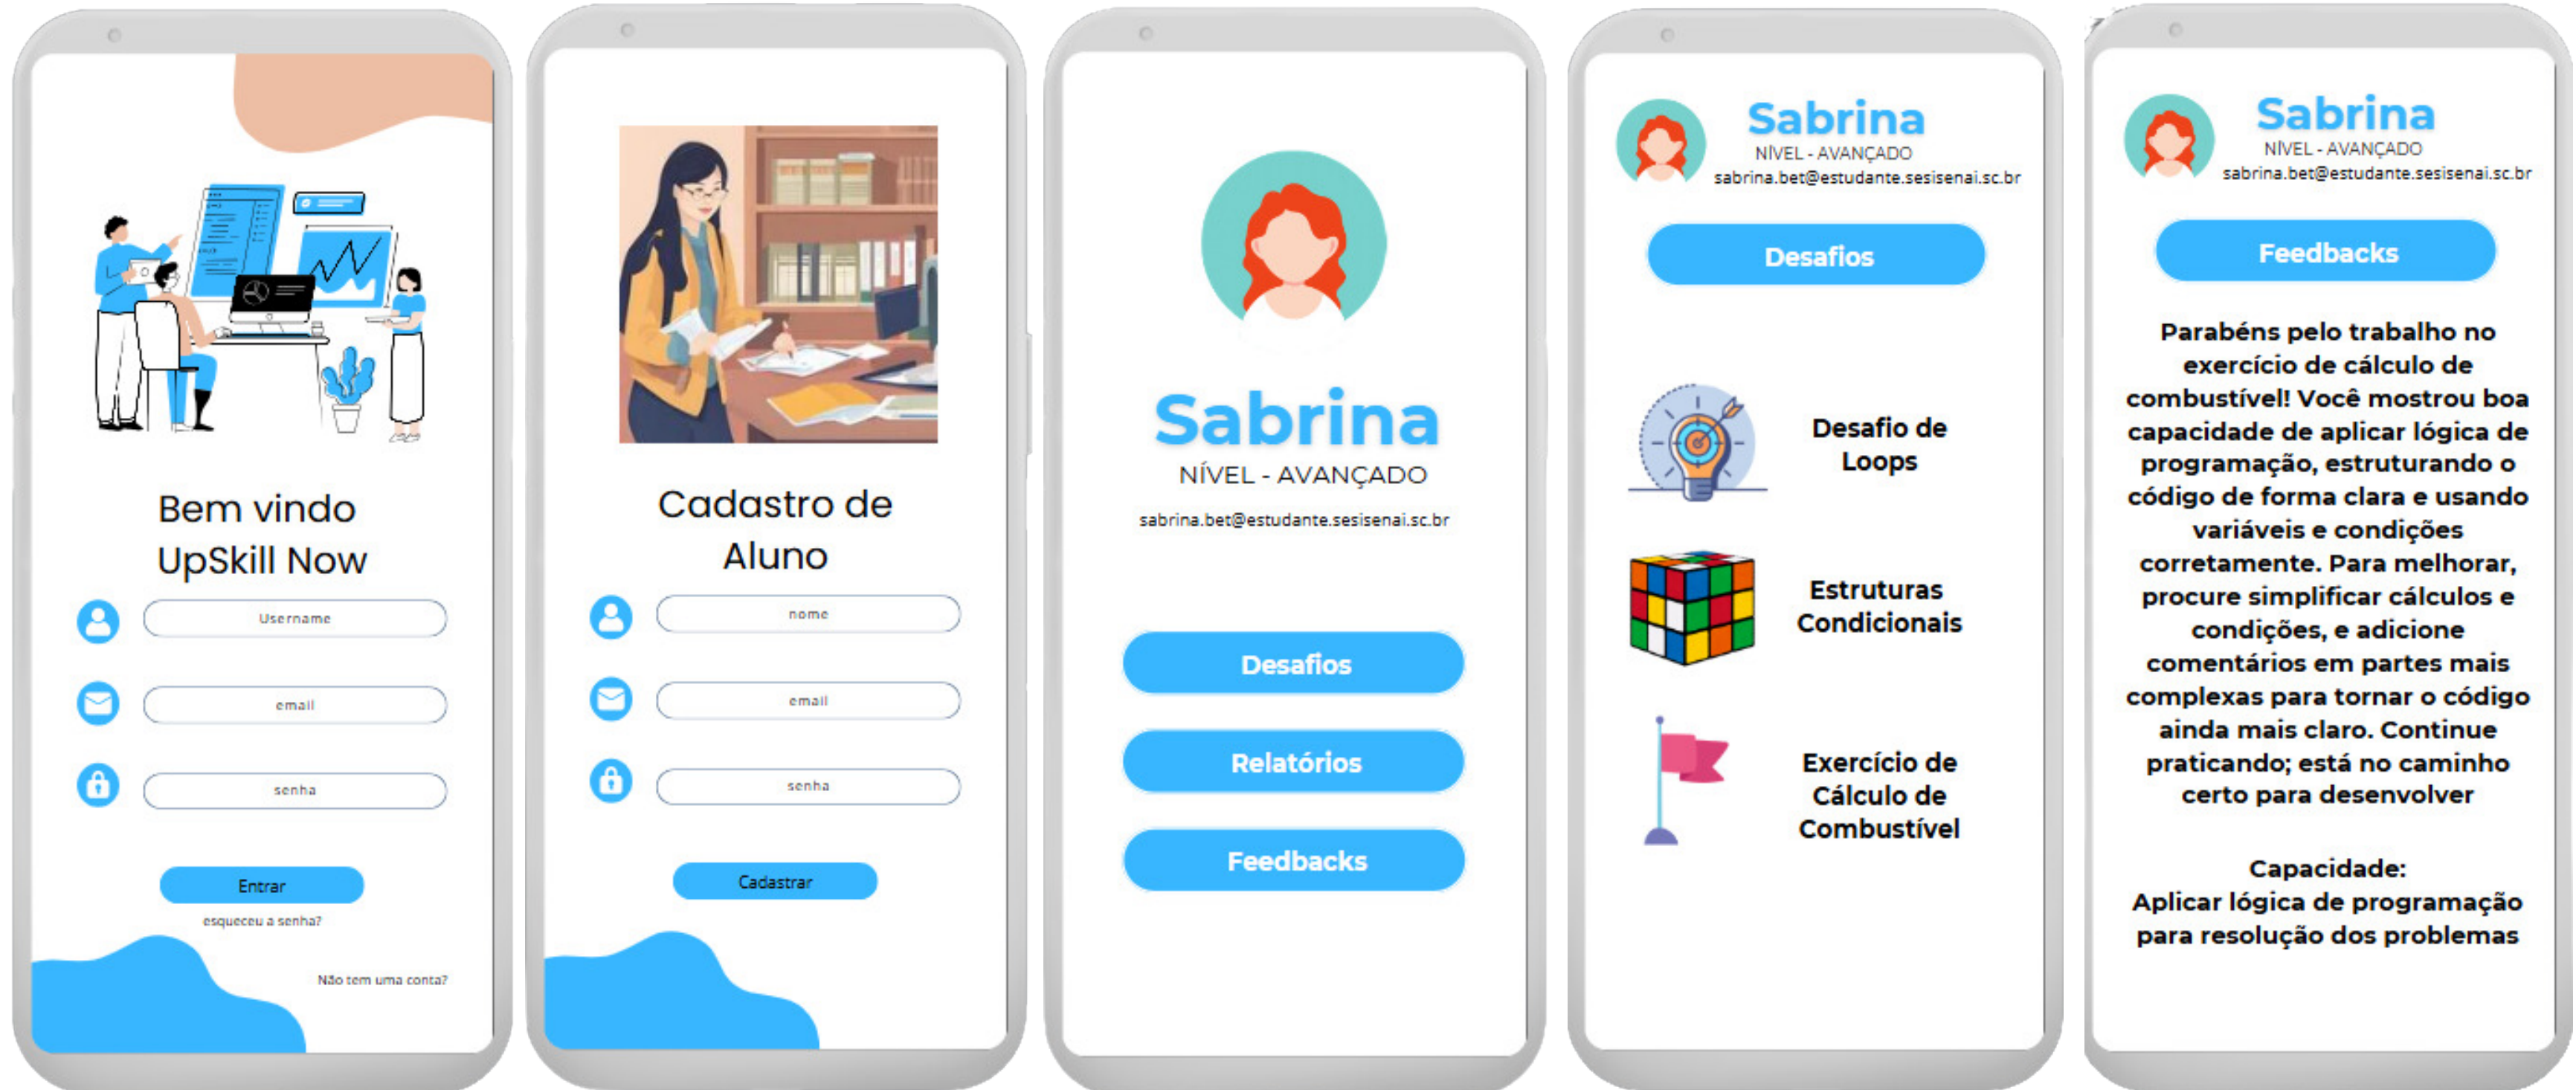 Bem vindo
UpSkill Now
Username
email
senha
Entrar
esqueceu a senha?
Não tem uma conta?
Cadastro de
Aluno
nome
email
senha
Cadastrar
Sabrina
NÍVEL - AVANÇADO
sabrina.bet@estudante.sesisenai.sc.br
Desafios
Relatórios
Feedbacks
Sabrina
NÍVEL - AVANÇADO
sabrina.bet@estudante.sesisenai.sc.br
Desafios
Desafio de
Loops
Estruturas
Condicionais
Exercício de
Cálculo de
Combustível
Sabrina
NÍVEL - AVANÇADO
sabrina.bet@estudante.sesisenai.sc.br
Feedbacks
Parabéns pelo trabalho no
exercício de cálculo de
combustível! Você mostrou boa
capacidade de aplicar lógica de
programação, estruturando o
código de forma clara e usando
variáveis e condições
corretamente. Para melhorar,
procure simplificar cálculos e
condições, e adicione
comentários em partes mais
complexas para tornar o código
ainda mais claro. Continue
praticando; está no caminho
certo para desenvolver
Capacidade:
Aplicar lógica de programação
para resolução dos problemas